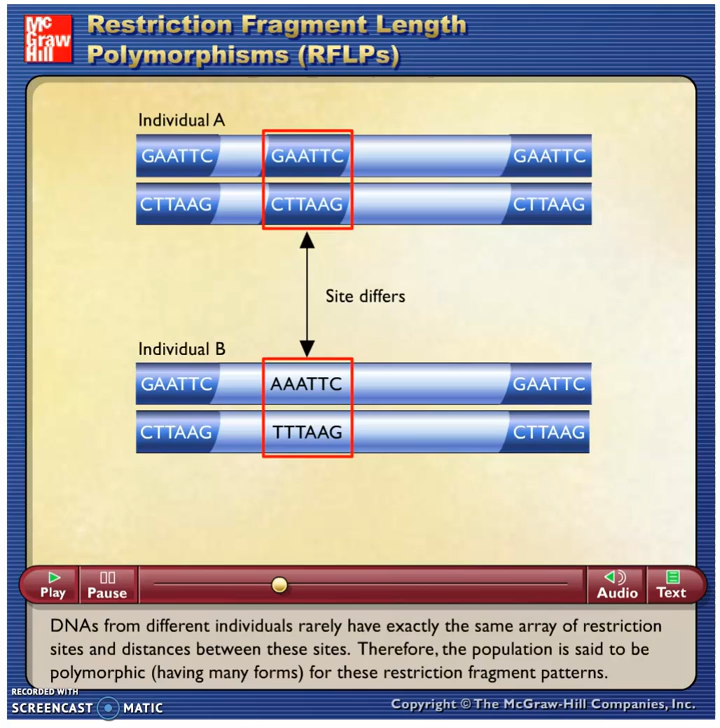 Mc
Graw
Hill
Restriction Fragment Length
Polymorphisms (RFLPs)
Individual A
GAATTC GAATTC GAATTC
CTTAAG CTTAAG CTTAAG
Site differs
Individual B
GAATTC AAATTC GAATTC
CTTAAG TTTAAG CTTAAG
Play Pause Audio Text
DNAs from different individuals rarely have exactly the same array of restriction
sites and distances between these sites. Therefore, the population is said to be
polymorphic (having many forms) for these restriction fragment patterns.
RECORDED WITH
SCREENCAST MATIC
Copyright © The McGraw-Hill Companies, Inc.